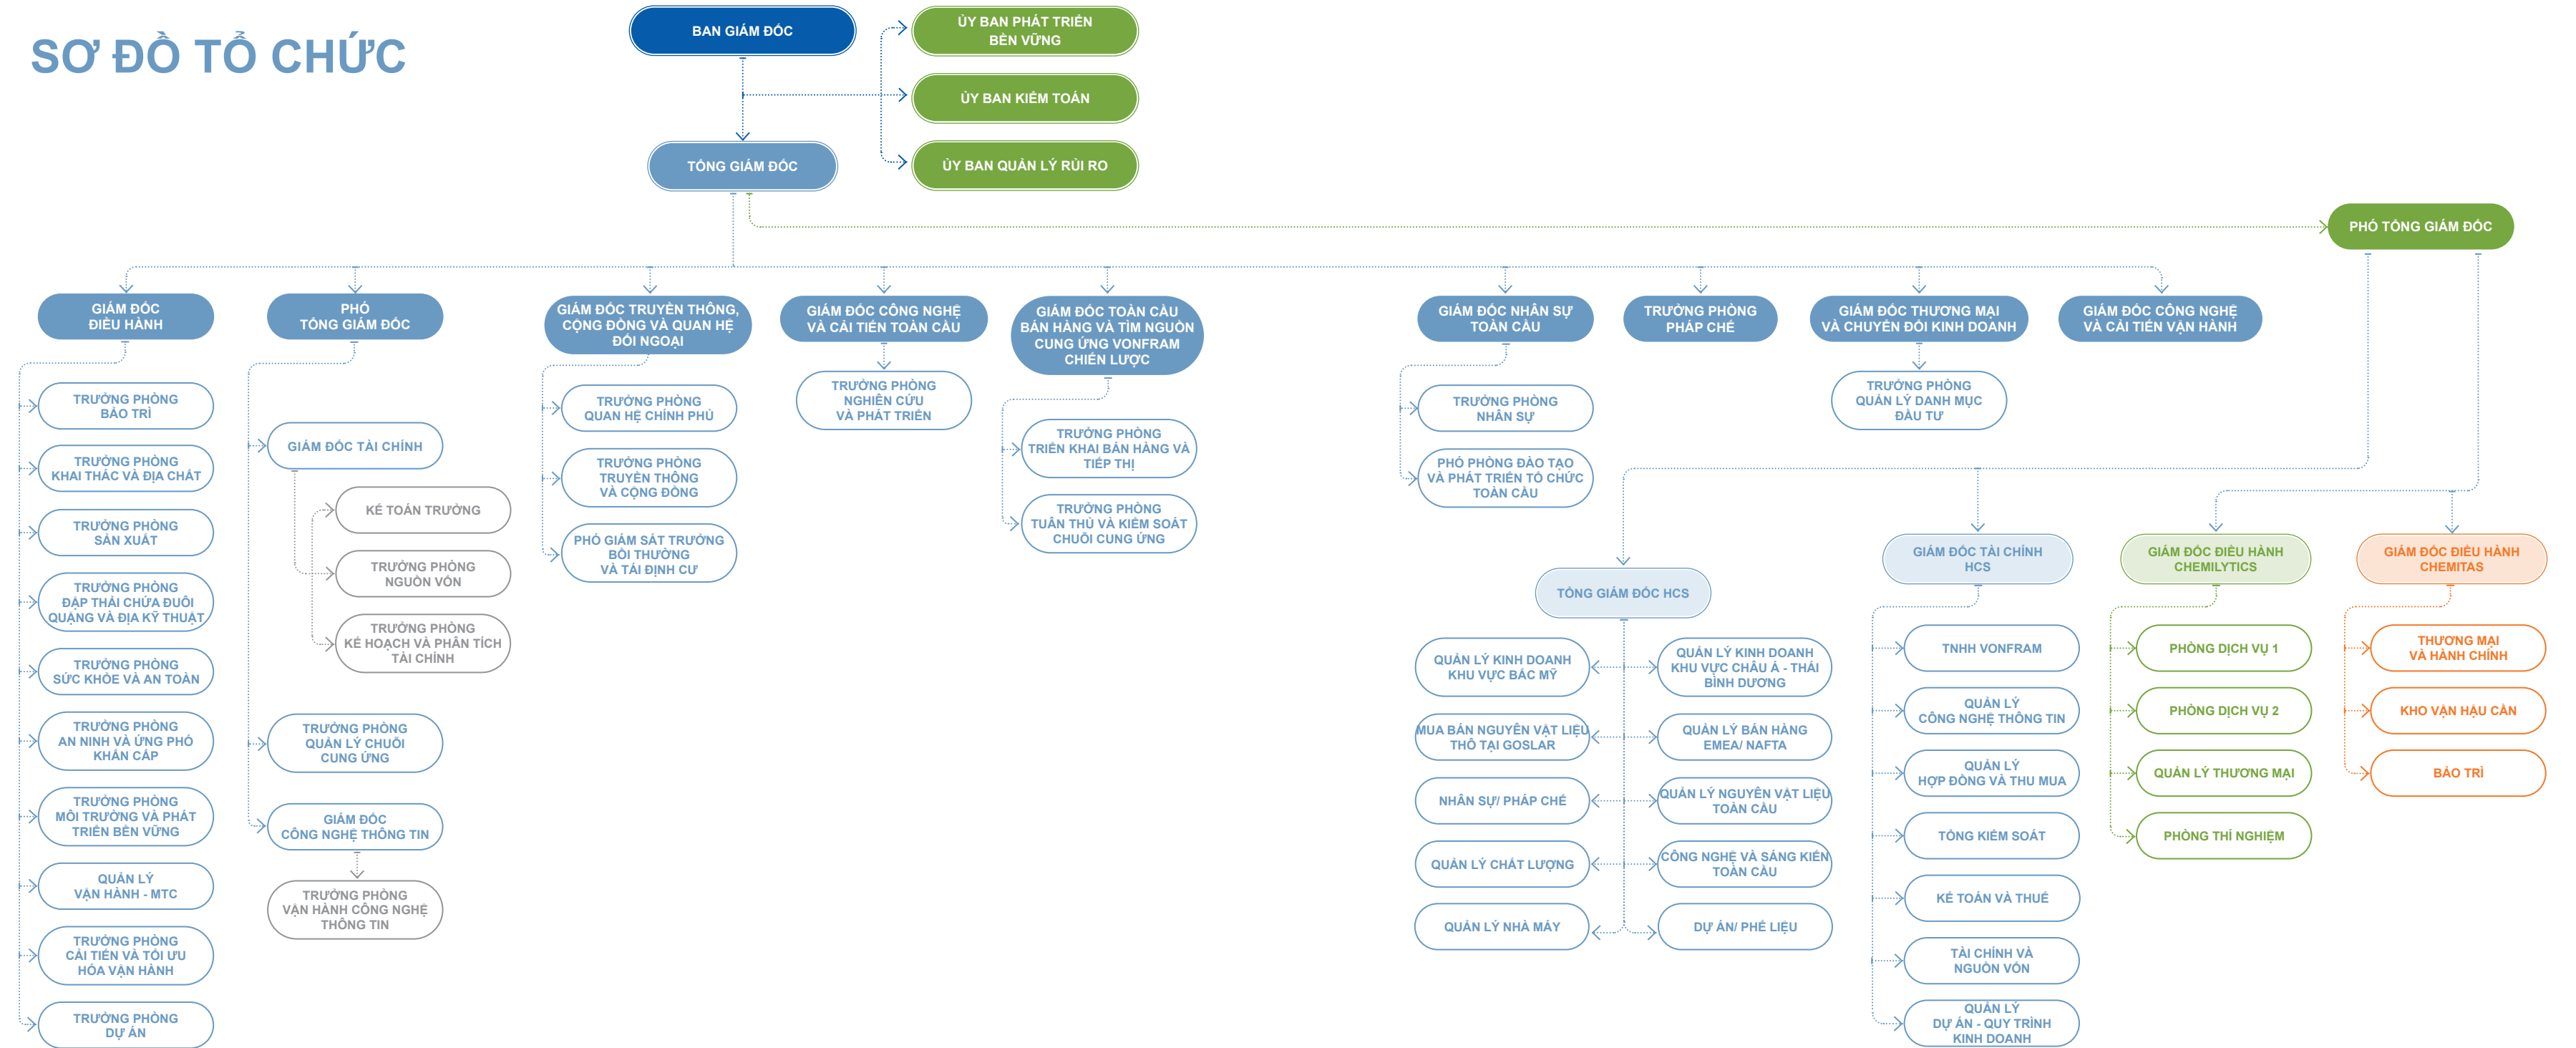 SƠ ĐỒ TỔ CHỨC
BAN GIÁM ĐỐC
ỦY BAN PHÁT TRIỂN
BỀN VỮNG
ỦY BAN KIỂM TOÁN
TỔNG GIÁM ĐỐC
ỦY BAN QUẢN LÝ RỦI RO
PHÓ TỔNG GIÁM ĐỐC
GIÁM ĐỐC
ĐIỀU HÀNH
TRƯỞNG PHÒNG
BẢO TRÌ
TRƯỞNG PHÒNG
KHAI THÁC VÀ ĐỊA CHẤT
TRƯỞNG PHÒNG
SẢN XUẤT
TRƯỞNG PHÒNG
ĐẬP THẢI CHỨA ĐUÔI
QUẶNG VÀ ĐỊA KỸ THUẬT
TRƯỞNG PHÒNG
SỨC KHỎE VÀ AN TOÀN
TRƯỞNG PHÒNG
AN NINH VÀ ỨNG PHÓ
KHẨN CẤP
TRƯỞNG PHÒNG
MÔI TRƯỜNG VÀ PHÁT
TRIỂN BỀN VỮNG
QUẢN LÝ
VẬN HÀNH - MTC
TRƯỞNG PHÒNG
CẢI TIẾN VÀ TỐI ƯU
HÓA VẬN HÀNH
TRƯỞNG PHÒNG
DỰ ÁN
PHÓ
TỔNG GIÁM ĐỐC
GIÁM ĐỐC TÀI CHÍNH
KẾ TOÁN TRƯỞNG
TRƯỞNG PHÒNG
NGUỒN VỐN
TRƯỞNG PHÒNG
KẾ HOẠCH VÀ PHÂN TÍCH
TÀI CHÍNH
TRƯỞNG PHÒNG
QUẢN LÝ CHUỖI
CUNG ỨNG
GIÁM ĐỐC
CÔNG NGHỆ THÔNG TIN
TRƯỞNG PHÒNG
VẬN HÀNH CÔNG NGHỆ
THÔNG TIN
GIÁM ĐỐC TRUYỀN THÔNG,
CỘNG ĐỒNG VÀ QUAN HỆ
ĐỐI NGOẠI
TRƯỞNG PHÒNG
QUAN HỆ CHÍNH PHỦ
TRƯỞNG PHÒNG
TRUYỀN THÔNG
VÀ CỘNG ĐỒNG
PHÓ GIÁM SÁT TRƯỞNG
BỒI THƯỜNG
VÀ TÁI ĐỊNH CƯ
GIÁM ĐỐC CÔNG NGHỆ
VÀ CẢI TIẾN TOÀN CẦU
TRƯỞNG PHÒNG
NGHIÊN CỨU
VÀ PHÁT TRIỂN
GIÁM ĐỐC TOÀN CẦU
BÁN HÀNG VÀ TÌM NGUỒN
CUNG ỨNG VONFRAM
CHIẾN LƯỢC
TRƯỞNG PHÒNG
TRIỂN KHAI BÁN HÀNG VÀ
TIẾP THỊ
TRƯỞNG PHÒNG
TUÂN THỦ VÀ KIỂM SOÁT
CHUỖI CUNG ỨNG
GIÁM ĐỐC NHÂN SỰ
TOÀN CẦU
TRƯỞNG PHÒNG
NHÂN SỰ
PHÓ PHÒNG ĐÀO TẠO
VÀ PHÁT TRIỂN TỔ CHỨC
TOÀN CẦU
TRƯỞNG PHÒNG
PHÁP CHẾ
GIÁM ĐỐC THƯƠNG MẠI
VÀ CHUYỂN ĐỔI KINH DOANH
TRƯỞNG PHÒNG
QUẢN LÝ DANH MỤC
ĐẦU TƯ
GIÁM ĐỐC CÔNG NGHỆ
VÀ CẢI TIẾN VẬN HÀNH
TỔNG GIÁM ĐỐC HCS
QUẢN LÝ KINH DOANH
KHU VỰC BẮC MỸ
QUẢN LÝ KINH DOANH
KHU VỰC CHÂU Á - THÁI
BÌNH DƯƠNG
MUA BÁN NGUYÊN VẬT LIỆU
THÔ TẠI GOSLAR
QUẢN LÝ BÁN HÀNG
EMEA/ NAFTA
NHÂN SỰ/ PHÁP CHẾ
QUẢN LÝ NGUYÊN VẬT LIỆU
TOÀN CẦU
QUẢN LÝ CHẤT LƯỢNG
CÔNG NGHỆ VÀ SÁNG KIẾN
TOÀN CẦU
QUẢN LÝ NHÀ MÁY
DỰ ÁN/ PHẾ LIỆU
GIÁM ĐỐC TÀI CHÍNH
HCS
TNHH VONFRAM
QUẢN LÝ
CÔNG NGHỆ THÔNG TIN
QUẢN LÝ
HỢP ĐỒNG VÀ THU MUA
TỔNG KIỂM SOÁT
KẾ TOÁN VÀ THUẾ
TÀI CHÍNH VÀ
NGUỒN VỐN
QUẢN LÝ
DỰ ÁN - QUY TRÌNH
KINH DOANH
GIÁM ĐỐC ĐIỀU HÀNH
CHEMILYTICS
PHÒNG DỊCH VỤ 1
PHÒNG DỊCH VỤ 2
QUẢN LÝ THƯƠNG MẠI
PHÒNG THÍ NGHIỆM
GIÁM ĐỐC ĐIỀU HÀNH
CHEMITAS
THƯƠNG MẠI
VÀ HÀNH CHÍNH
KHO VẬN HẬU CẦN
BẢO TRÌ